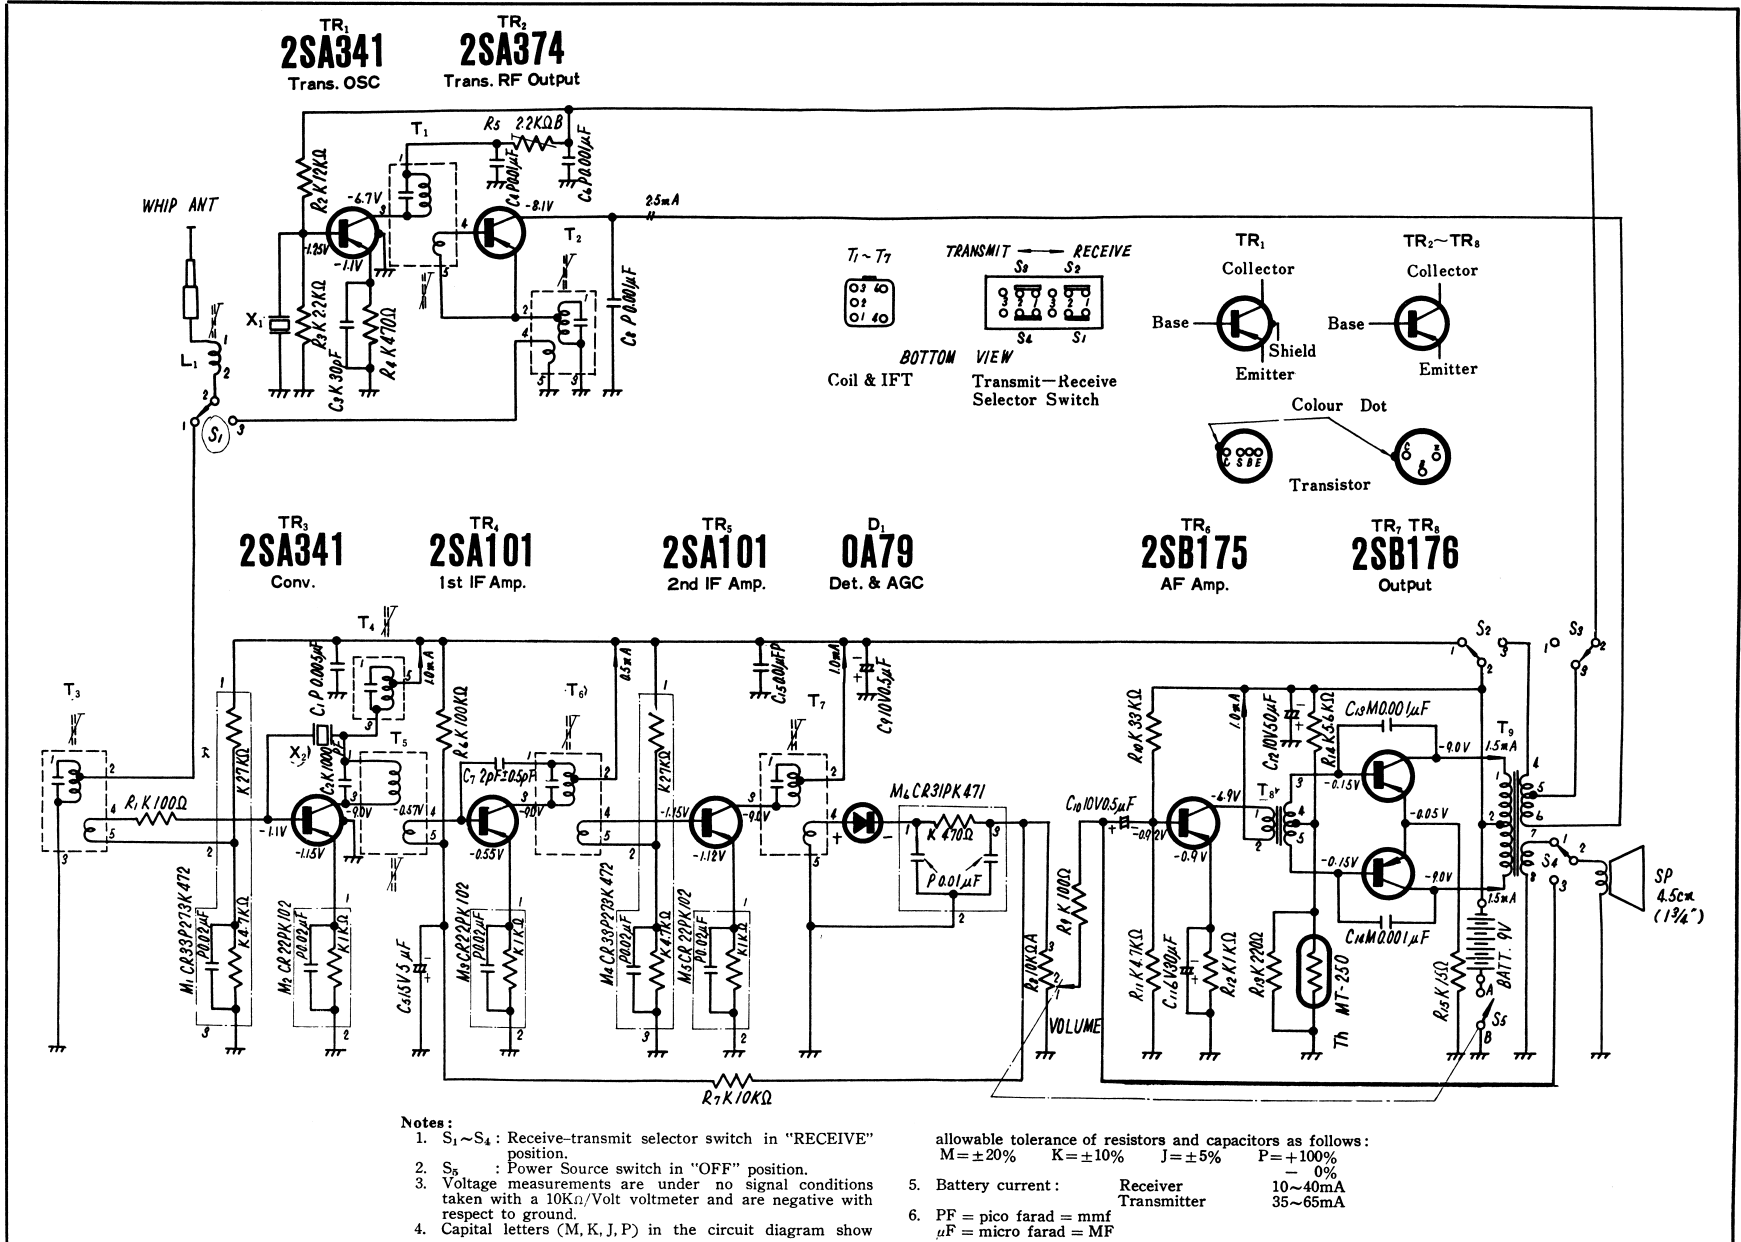 TR₁
2SA341
Trans. OSC
TR₂
2SA374
Trans. RF Output
WHIP ANT
T₁
R₅ 2.2KΩB
C₆ P0.001µF
R₂ K 12KΩ
-6.7V
-1.25V
-1.1V
-8.1V
25mA
T₂
X₁
R₃ K 2.2KΩ
C₃ K 30PF
R₄ K 470Ω
C₈ P 0.001µF
L₁
S₁
T₁~T₇
TRANSMIT RECEIVE
S₃ S₂
S₄ S₁
BOTTOM VIEW
Coil & IFT
Transmit—Receive
Selector Switch
TR₁
Collector
Base
Shield
Emitter
TR₂~TR₈
Collector
Base
Emitter
Colour Dot
C S B E
Transistor
TR₃
2SA341
Conv.
TR₄
2SA101
1st IF Amp.
TR₅
2SA101
2nd IF Amp.
D₁
OA79
Det. & AGC
TR₆
2SB175
AF Amp.
TR₇ TR₈
2SB176
Output
T₃
T₄
T₅
T₆
T₇
T₈
T₉
S₂
S₃
S₄
S₅
R₁ K 100Ω
K 27KΩ
C₁ P 0.005µF
X₂
C₂ K 100PF
1.0mA
R₆ K 100KΩ
C₇ 2PF±0.5PF
0.5mA
K 27KΩ
C₁₅ 0.01µFP
1.0mA
C₉ 10V0.5µF
-1.1V
-9.0V
-1.15V
-0.57V
-9.0V
-0.55V
-1.15V
-9.0V
-1.12V
M₆ CR31PK471
K 470Ω
P 0.01µF
C₁₀ 10V0.5µF
-0.92V
-6.9V
-0.9V
R₁₀ K 33KΩ
1.0mA
C₁₂ 10V50µF
R₁₄ K 5.6KΩ
C₁₃ M0.001µF
-9.0V
1.5mA
-0.15V
-0.05V
-0.15V
-9.0V
1.5mA
C₁₄ M0.001µF
M₁ CR33P273K472
P0.02µF
K 4.7KΩ
M₂ CR22PK102
P0.02µF
K 1KΩ
C₅ 15V 5µF
M₃ CR22PK102
P0.02µF
K 1KΩ
M₄ CR33P273K472
P0.02µF
K 4.7KΩ
M₅ CR22PK102
P0.02µF
K 1KΩ
R₈ 10KΩA
VOLUME
R₉ K 100Ω
R₁₁ K 4.7KΩ
C₁₁ 6V30µF
R₁₂ K 1KΩ
R₁₃ K 220Ω
Th MT-250
R₁₅ K 15Ω
BATT. 9V
A
B
SP
4.5cm
(1¾")
R₇ K 10KΩ
Notes:
1. S₁~S₄ : Receive-transmit selector switch in "RECEIVE"
position.
2. S₅ : Power Source switch in "OFF" position.
3. Voltage measurements are under no signal conditions
taken with a 10KΩ/Volt voltmeter and are negative with
respect to ground.
4. Capital letters (M, K, J, P) in the circuit diagram show
allowable tolerance of resistors and capacitors as follows:
M=±20% K=±10% J=±5% P=+100%
− 0%
5. Battery current: Receiver 10~40mA
Transmitter 35~65mA
6. PF = pico farad = mmf
µF = micro farad = MF